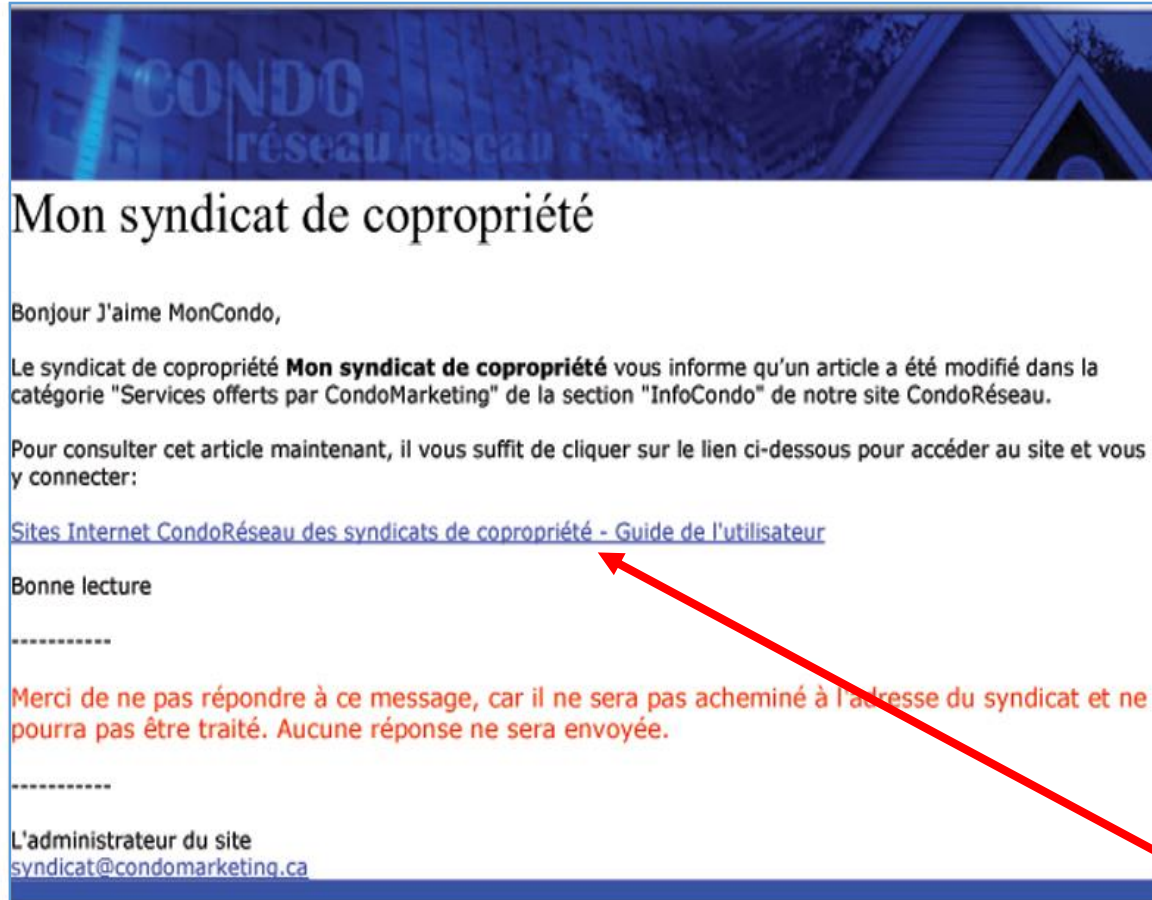 CONDO
réseau réseau réseau
Mon syndicat de copropriété
Bonjour J'aime MonCondo,
Le syndicat de copropriété Mon syndicat de copropriété vous informe qu'un article a été modifié dans la
catégorie "Services offerts par CondoMarketing" de la section "InfoCondo" de notre site CondoRéseau.
Pour consulter cet article maintenant, il vous suffit de cliquer sur le lien ci-dessous pour accéder au site et vous
y connecter:
Sites Internet CondoRéseau des syndicats de copropriété - Guide de l'utilisateur
Bonne lecture
-----------
Merci de ne pas répondre à ce message, car il ne sera pas acheminé à l'adresse du syndicat et ne
pourra pas être traité. Aucune réponse ne sera envoyée.
-----------
L'administrateur du site
syndicat@condomarketing.ca